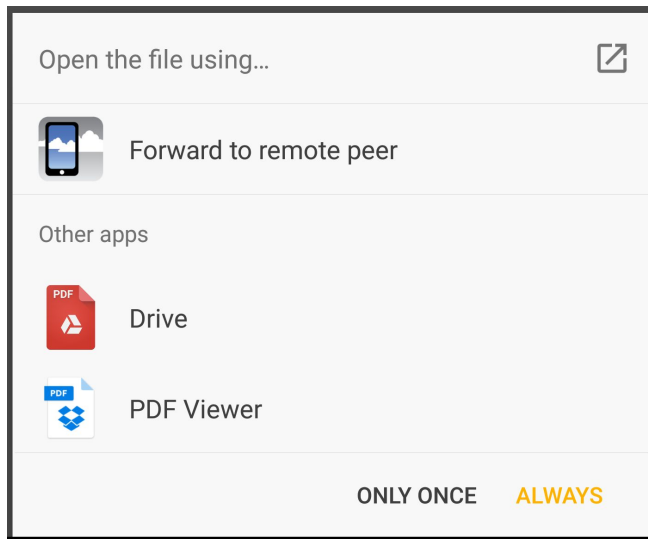 Open the file using...
Forward to remote peer
Other apps
PDF
Drive
PDF
PDF Viewer
ONLY ONCE ALWAYS